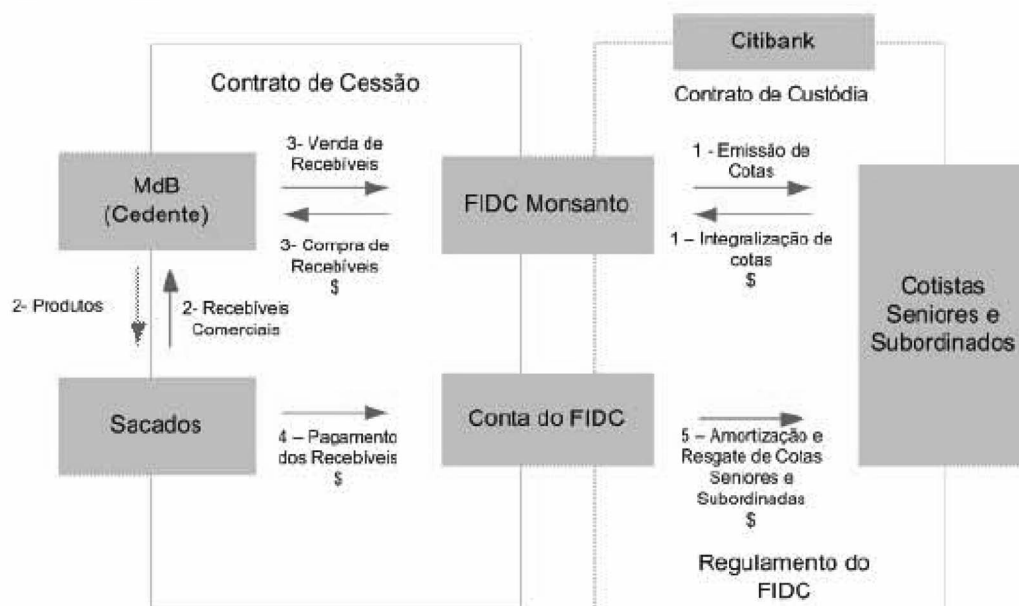 Citibank
Contrato de Cessão
Contrato de Custódia
3- Venda de
Recebíveis
1 - Emissão de
Cotas
MdB
(Cedente)
FIDC Monsanto
3- Compra de
Recebíveis
$
1 – Integralização de
cotas
$
Cotistas
Seniores e
Subordinados
2- Produtos
2- Recebíveis
Comerciais
Sacados
Conta do FIDC
4 – Pagamento
dos Recebíveis
$
5 – Amortização e
Resgate de Cotas
Seniores e
Subordinadas
$
Regulamento do
FIDC